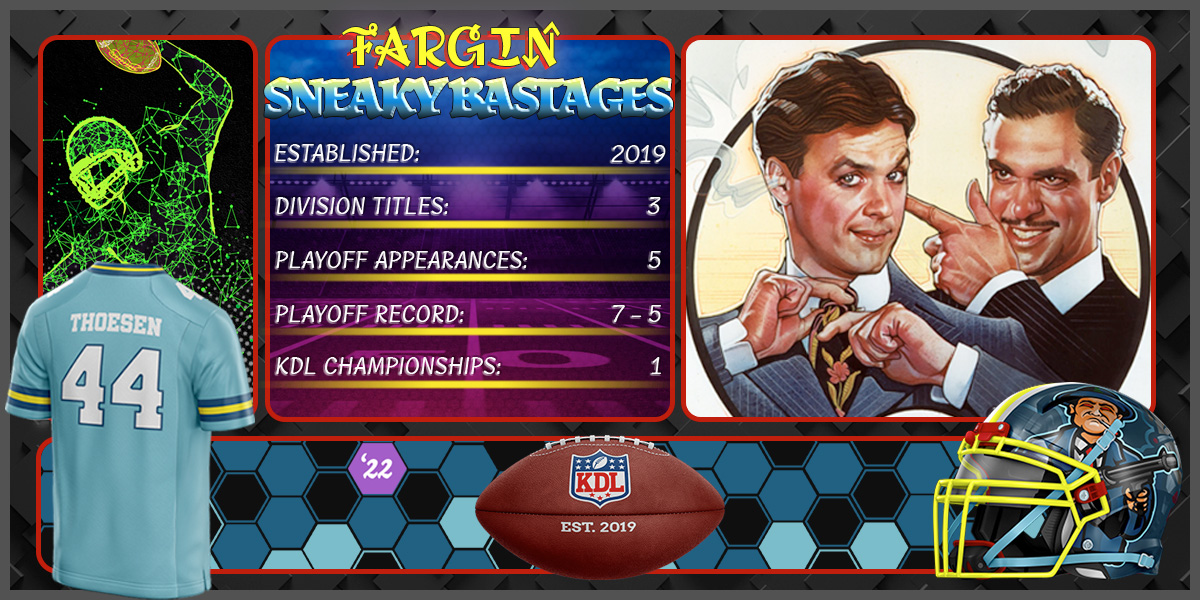 FARGIN
SNEAKY BASTAGES
ESTABLISHED: 2019
DIVISION TITLES: 3
PLAYOFF APPEARANCES: 5
PLAYOFF RECORD: 7 – 5
KDL CHAMPIONSHIPS: 1
THOESEN
44
'22
KDL
EST. 2019